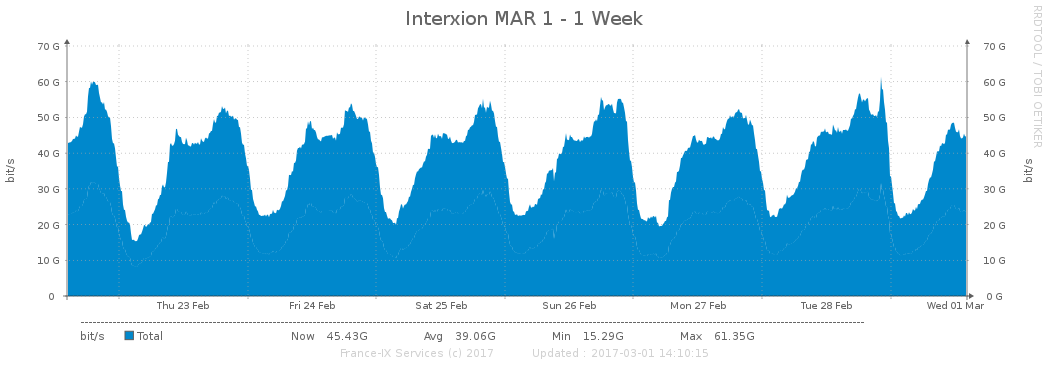 Interxion MAR 1 - 1 Week
RRDTOOL / TOBI OETIKER
70 G 70 G
60 G 60 G
50 G 50 G
40 G 40 G
30 G 30 G
20 G 20 G
10 G 10 G
0 0 G
bit/s bit/s
Thu 23 Feb Fri 24 Feb Sat 25 Feb Sun 26 Feb Mon 27 Feb Tue 28 Feb Wed 01 Mar
bit/s Total Now 45.43G Avg 39.06G Min 15.29G Max 61.35G
France-IX Services (c) 2017 Updated : 2017-03-01 14:10:15